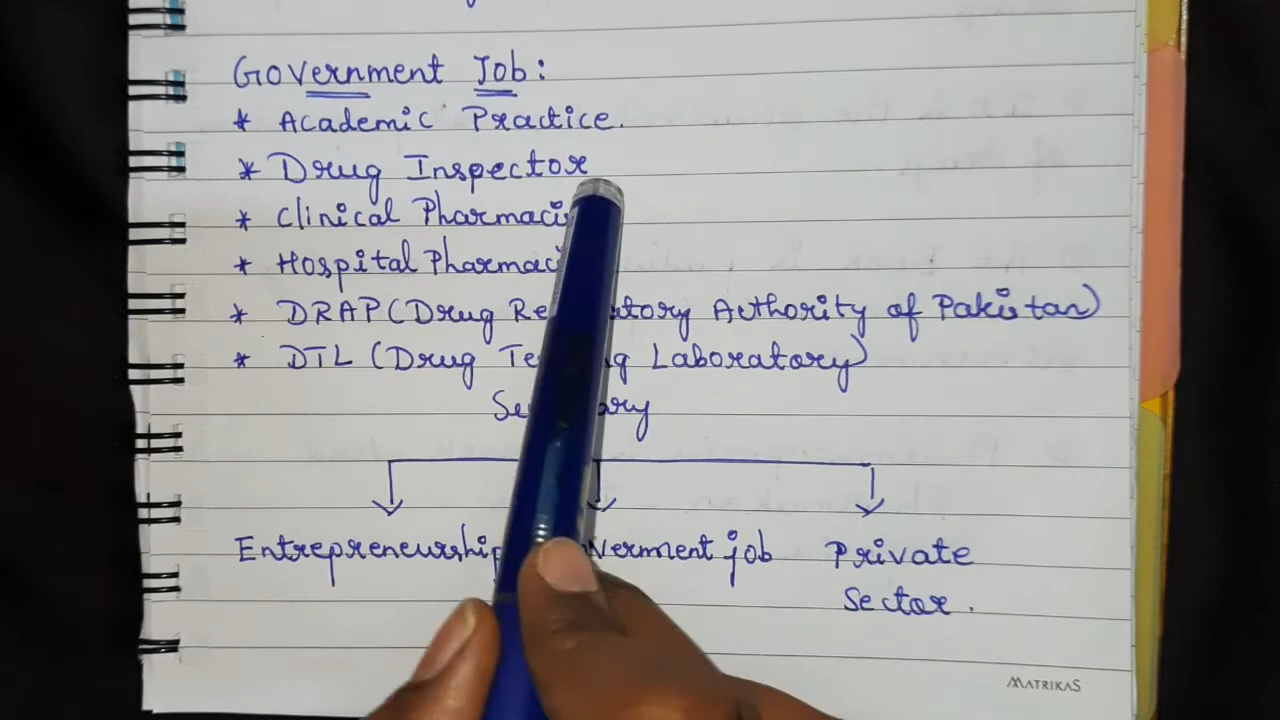 Government Job:
* Academic Practice.
* Drug Inspector
* Clinical
* Hospital
* DRAP (Drug Authority of Pakistan)
* DTL (Drug Laboratory)
Entrepreneurship job Private
Sector.
MATRIKAS